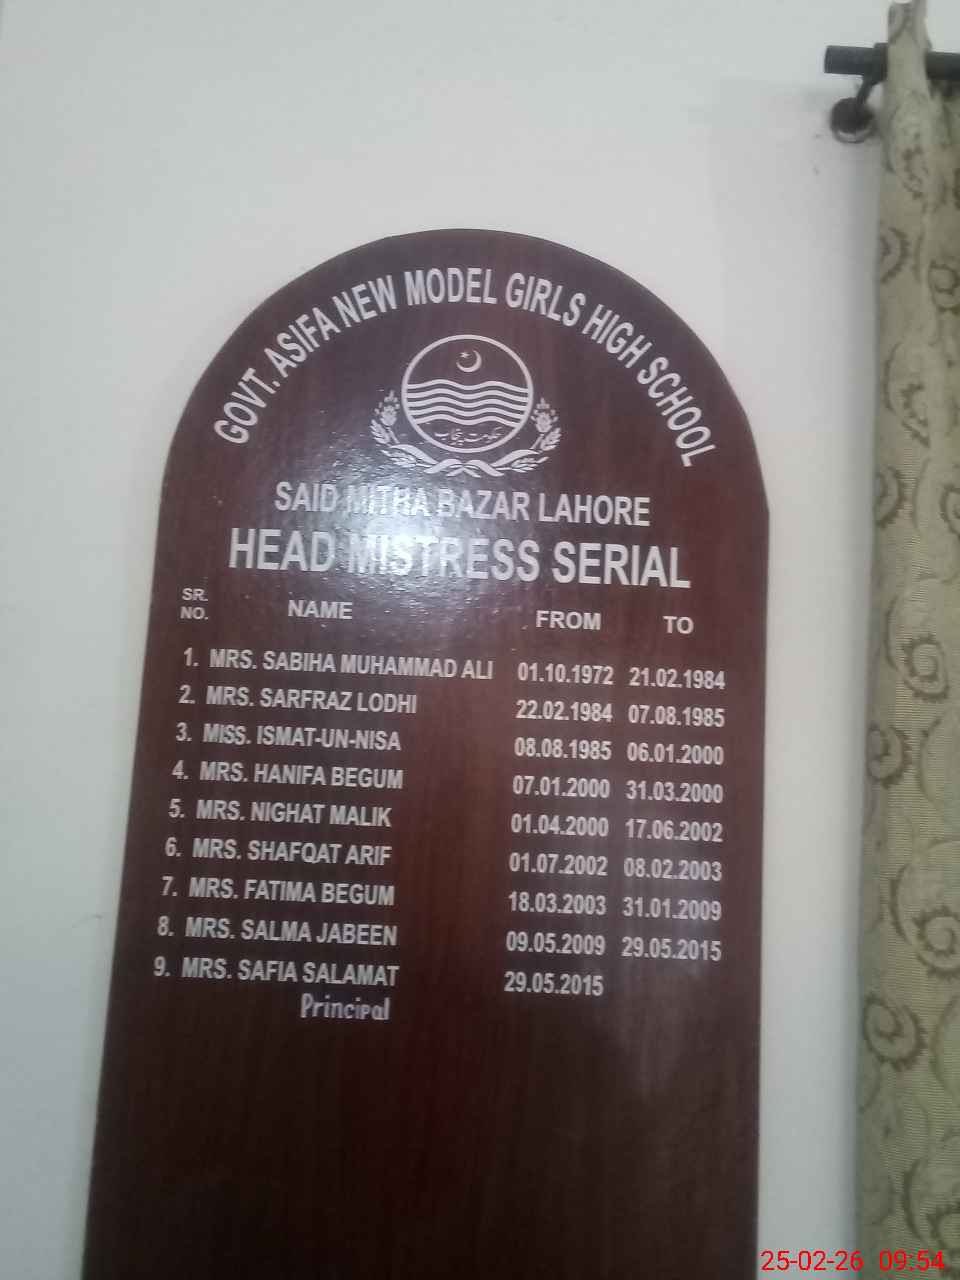 GOVT. ASIFA NEW MODEL GIRLS HIGH SCHOOL
حکومت پنجاب
SAID MITHA BAZAR LAHORE
HEAD MISTRESS SERIAL
SR. NO. NAME FROM TO
1. MRS. SABIHA MUHAMMAD ALI 01.10.1972 21.02.1984
2. MRS. SARFRAZ LODHI 22.02.1984 07.08.1985
3. MISS. ISMAT-UN-NISA 08.08.1985 06.01.2000
4. MRS. HANIFA BEGUM 07.01.2000 31.03.2000
5. MRS. NIGHAT MALIK 01.04.2000 17.06.2002
6. MRS. SHAFQAT ARIF 01.07.2002 08.02.2003
7. MRS. FATIMA BEGUM 18.03.2003 31.01.2009
8. MRS. SALMA JABEEN 09.05.2009 29.05.2015
9. MRS. SAFIA SALAMAT 29.05.2015
Principal
25-02-26 09:54